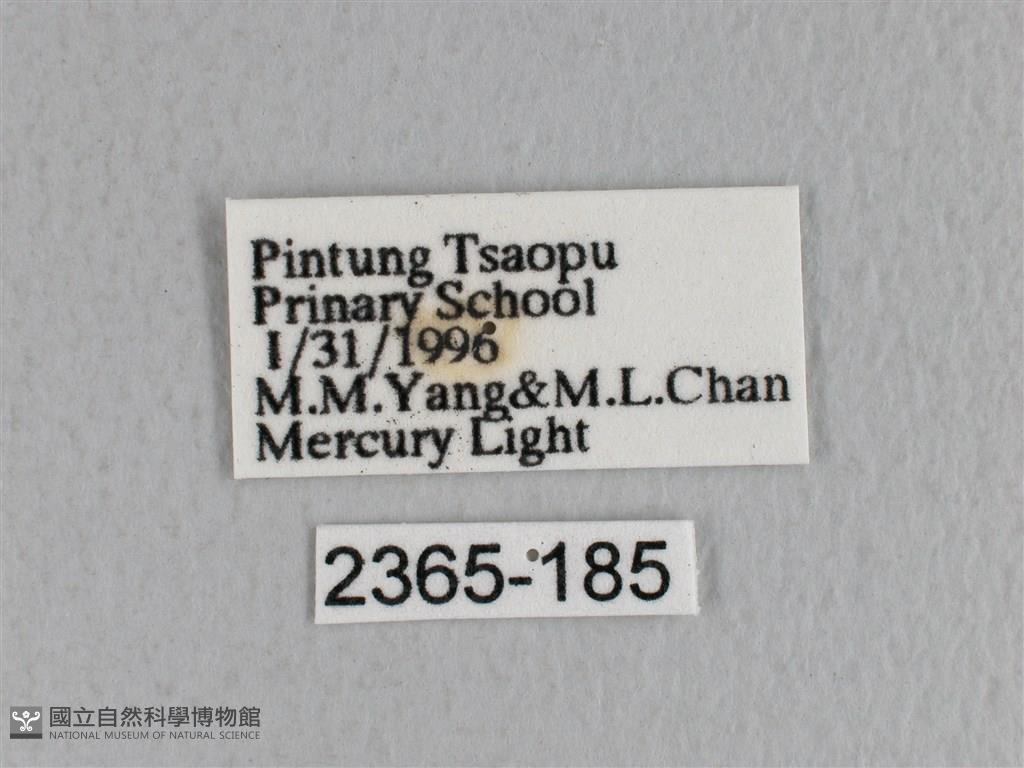 Pintung Tsaopu
Prinary School
1/31/1996
M.M.Yang&M.L.Chan
Mercury Light
2365-185
國立自然科學博物館
NATIONAL MUSEUM OF NATURAL SCIENCE